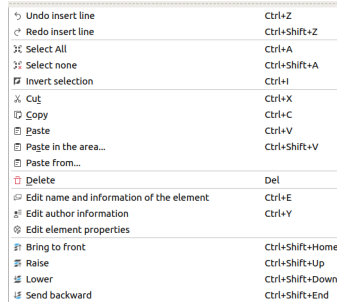 Undo insert line Ctrl+Z
Redo insert line Ctrl+Shift+Z
Select All Ctrl+A
Select none Ctrl+Shift+A
Invert selection Ctrl+I
Cut Ctrl+X
Copy Ctrl+C
Paste Ctrl+V
Paste in the area... Ctrl+Shift+V
Paste from...
Delete Del
Edit name and information of the element Ctrl+E
Edit author information Ctrl+Y
Edit element properties
Bring to front Ctrl+Shift+Home
Raise Ctrl+Shift+Up
Lower Ctrl+Shift+Down
Send backward Ctrl+Shift+End